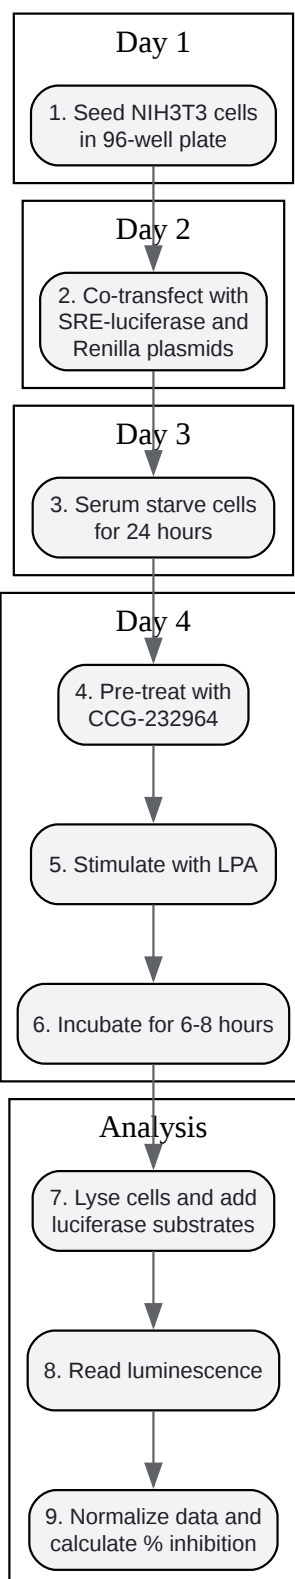 Day 1
1. Seed NIH3T3 cells
in 96-well plate
Day 2
2. Co-transfect with
SRE-luciferase and
Renilla plasmids
Day 3
3. Serum starve cells
for 24 hours
Day 4
4. Pre-treat with
CCG-232964
5. Stimulate with LPA
6. Incubate for 6-8 hours
Analysis
7. Lyse cells and add
luciferase substrates
8. Read luminescence
9. Normalize data and
calculate % inhibition